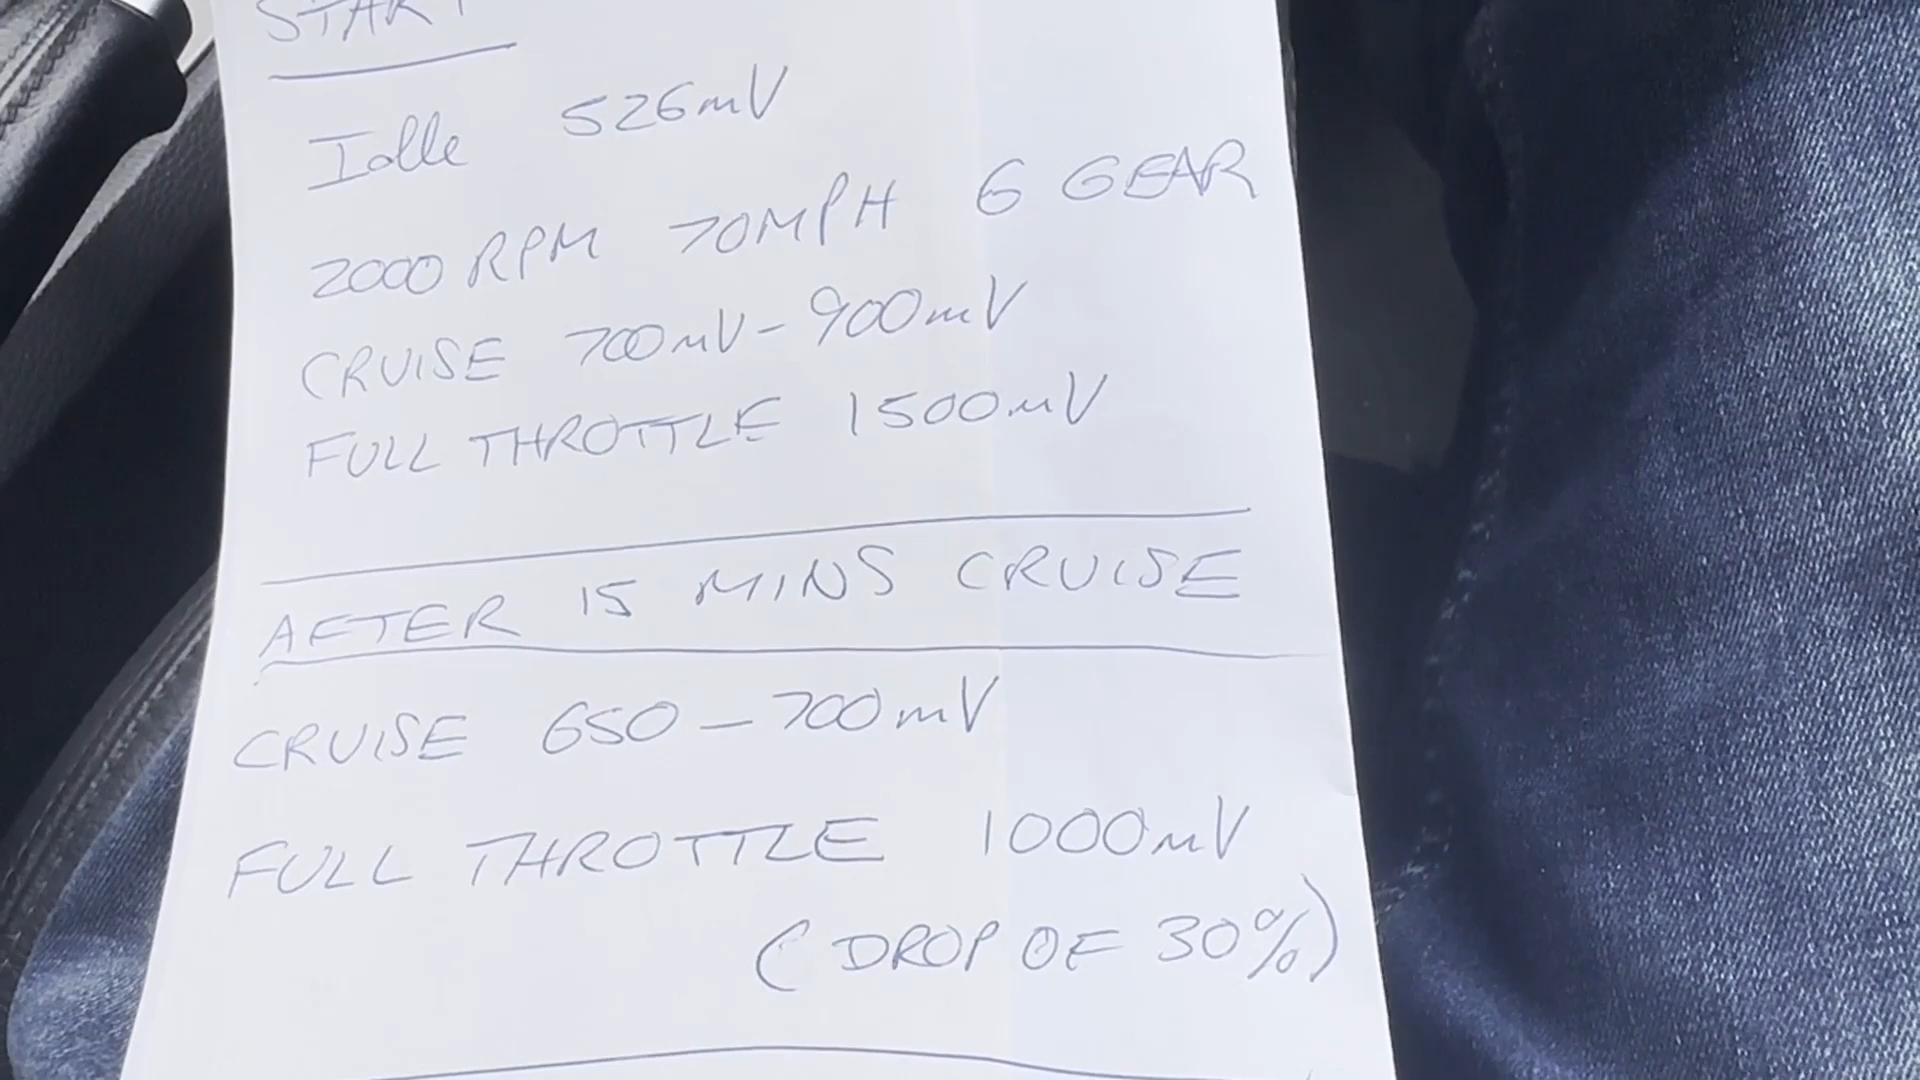 START
Idle 526mV
2000 RPM 70MPH 6 GEAR
CRUISE 700mV-900mV
FULL THROTTLE 1500mV
AFTER 15 MINS CRUISE
CRUISE 650-700mV
FULL THROTTLE 1000mV
(DROP OF 30%)